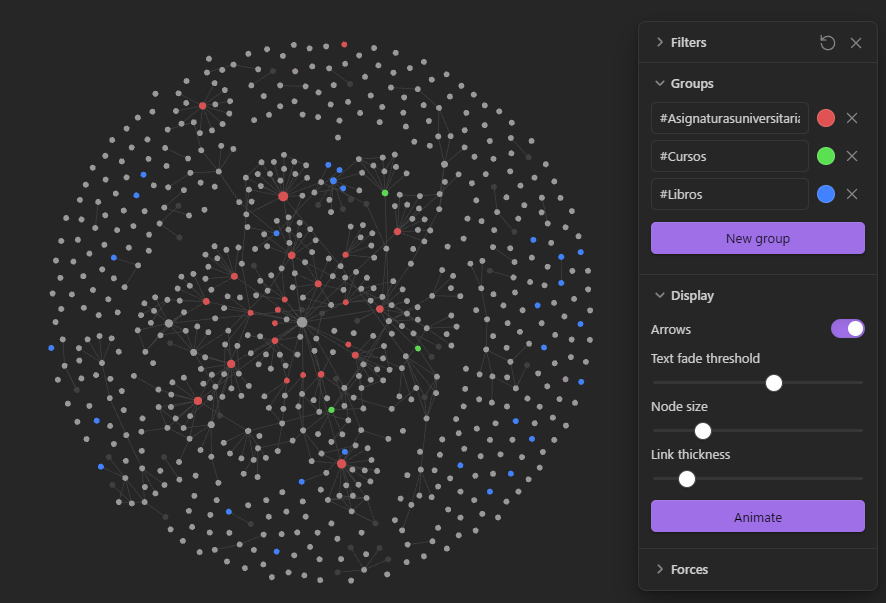 Filters
Groups
#Asignaturasuniversitaria
#Cursos
#Libros
New group
Display
Arrows
Text fade threshold
Node size
Link thickness
Animate
Forces